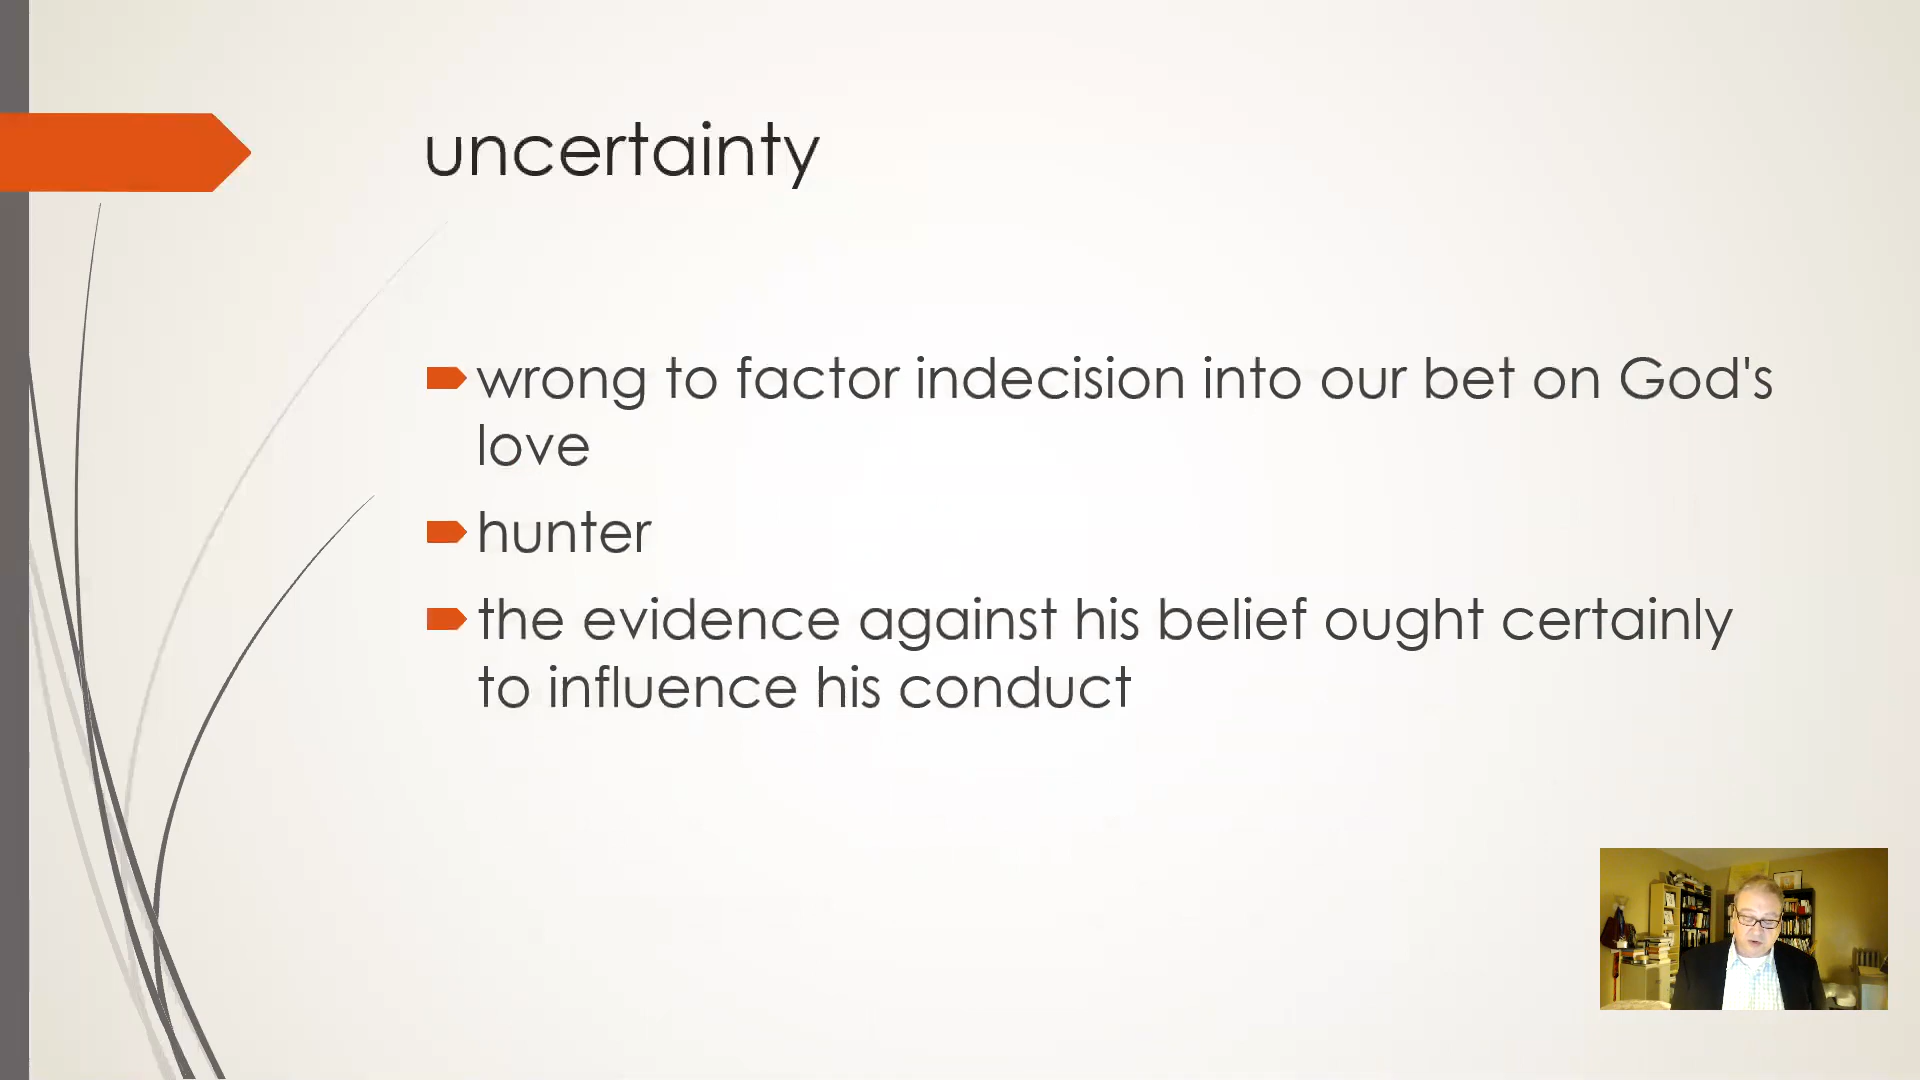 uncertainty
wrong to factor indecision into our bet on God's
love
hunter
the evidence against his belief ought certainly
to influence his conduct